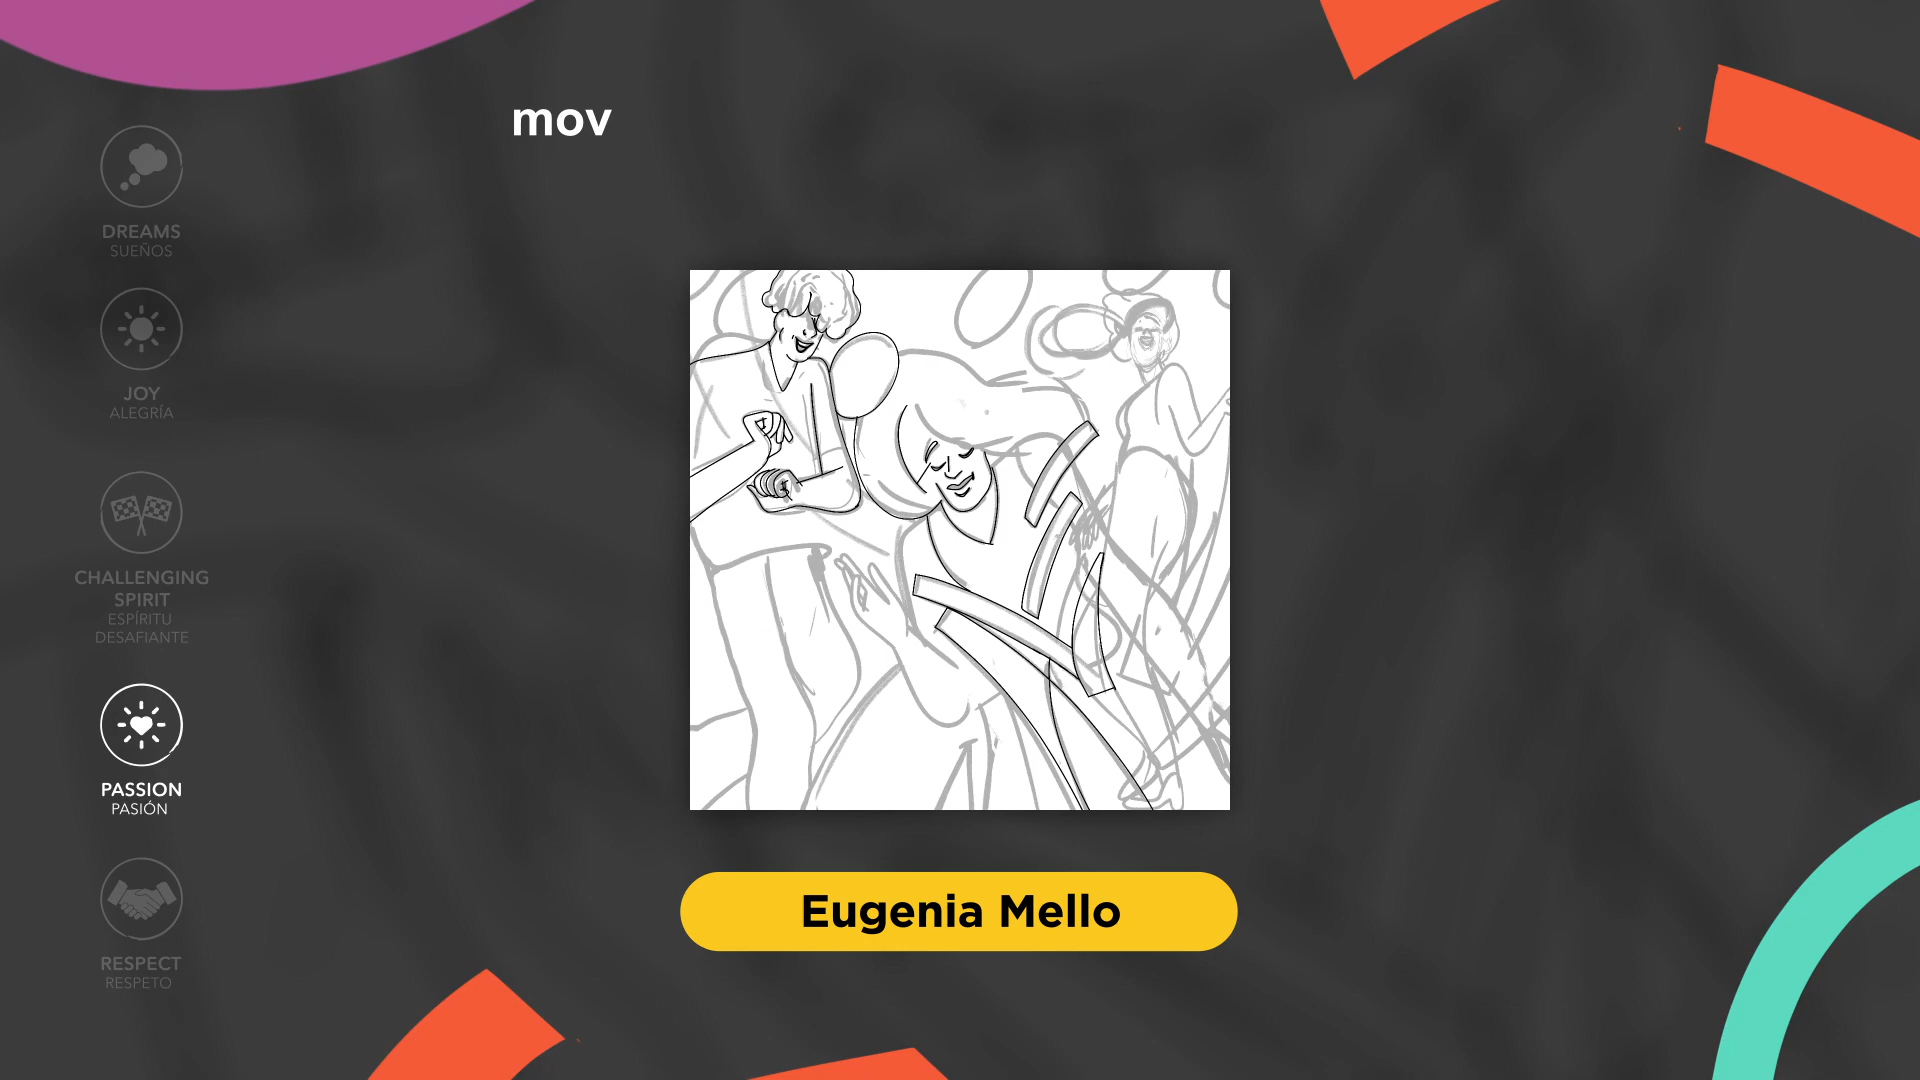 mov
DREAMS
SUEÑOS
JOY
ALEGRÍA
CHALLENGING
SPIRIT
ESPÍRITU
DESAFIANTE
PASSION
PASIÓN
RESPECT
RESPETO
Eugenia Mello